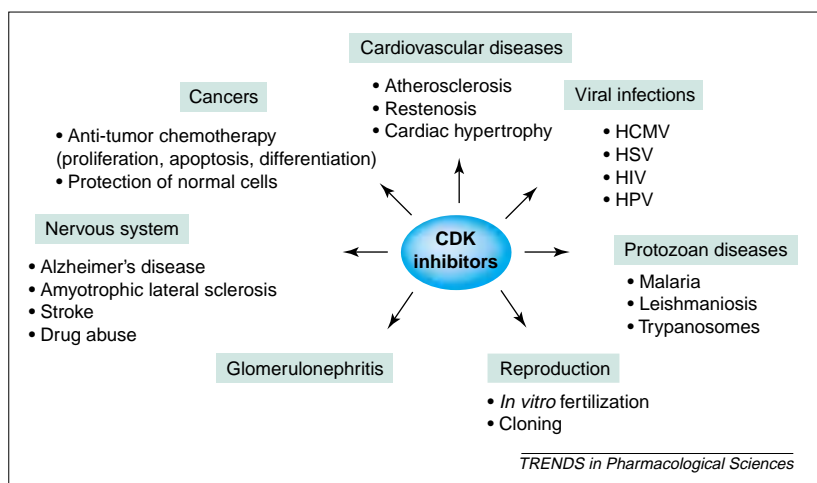 Cardiovascular diseases
• Atherosclerosis
• Restenosis
• Cardiac hypertrophy
Cancers
• Anti-tumor chemotherapy
(proliferation, apoptosis, differentiation)
• Protection of normal cells
Viral infections
• HCMV
• HSV
• HIV
• HPV
Nervous system
• Alzheimer's disease
• Amyotrophic lateral sclerosis
• Stroke
• Drug abuse
CDK
inhibitors
Protozoan diseases
• Malaria
• Leishmaniosis
• Trypanosomes
Glomerulonephritis
Reproduction
• In vitro fertilization
• Cloning
TRENDS in Pharmacological Sciences